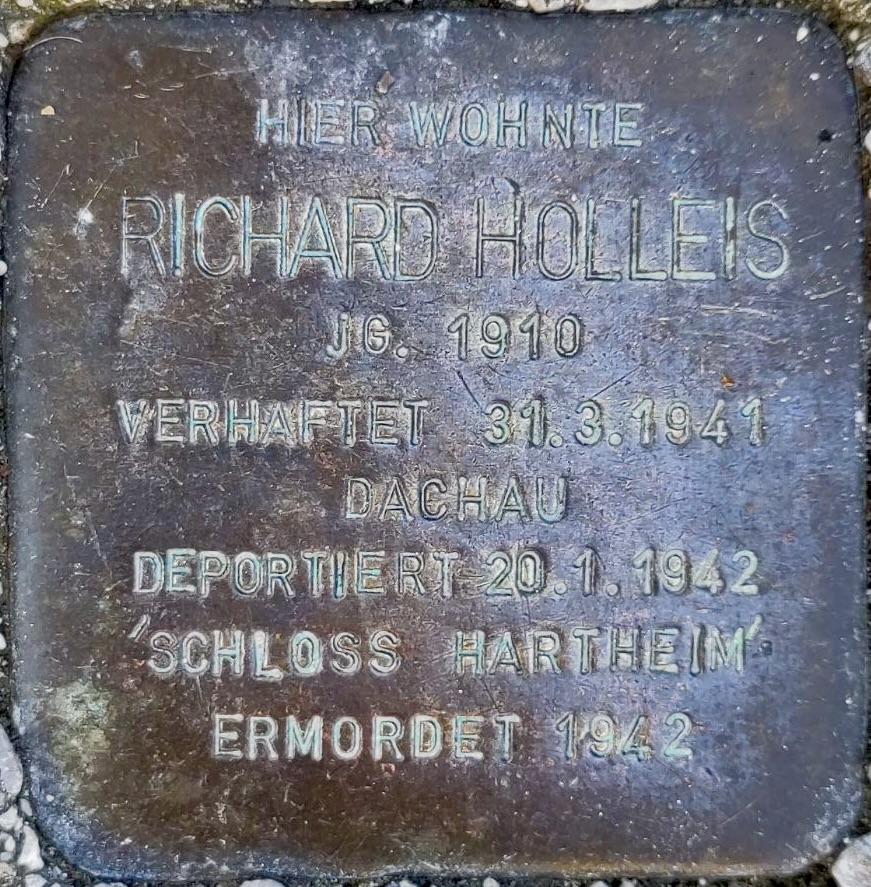 HIER WOHNTE
RICHARD HOLLEIS
JG. 1910
VERHAFTET 31.3.1941
DACHAU
DEPORTIERT 20.1.1942
'SCHLOSS HARTHEIM'
ERMORDET 1942